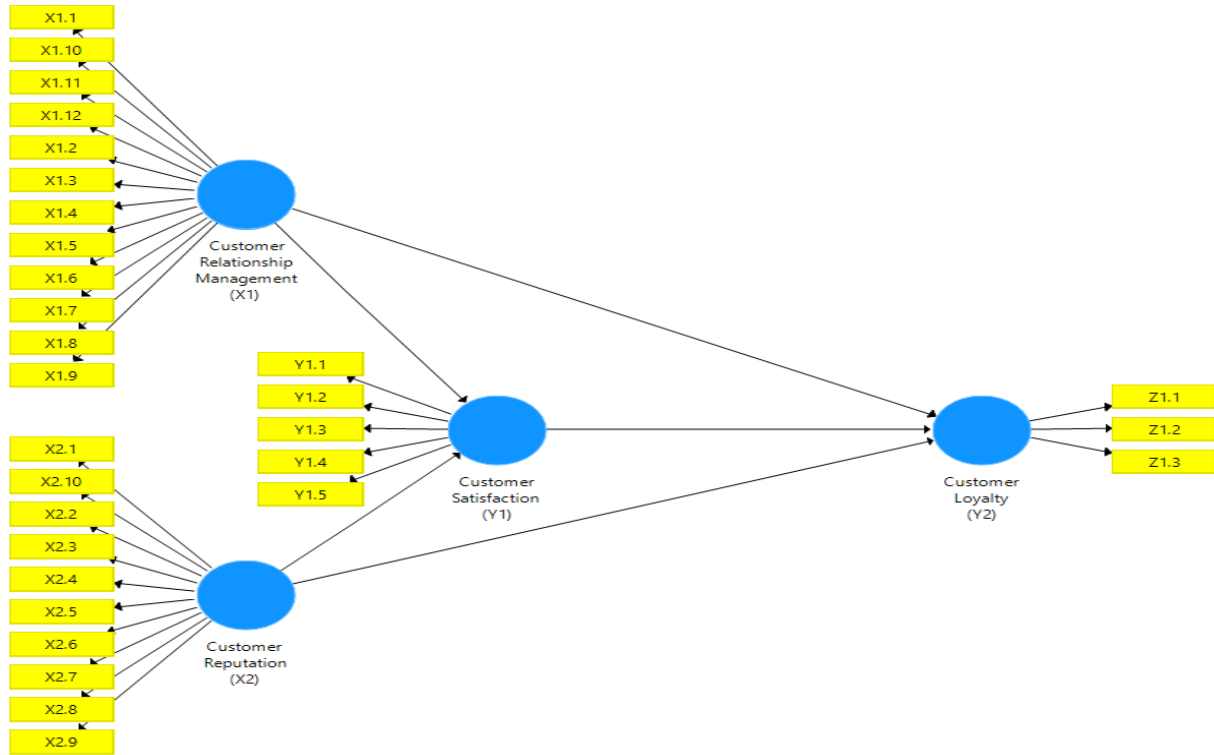 X1.1
X1.10
X1.11
X1.12
X1.2
X1.3
X1.4
X1.5
X1.6
X1.7
X1.8
X1.9
Customer
Relationship
Management
(X1)
Y1.1
Y1.2
Y1.3
Y1.4
Y1.5
Customer
Satisfaction
(Y1)
Z1.1
Z1.2
Z1.3
Customer
Loyalty
(Y2)
X2.1
X2.10
X2.2
X2.3
X2.4
X2.5
X2.6
X2.7
X2.8
X2.9
Customer
Reputation
(X2)